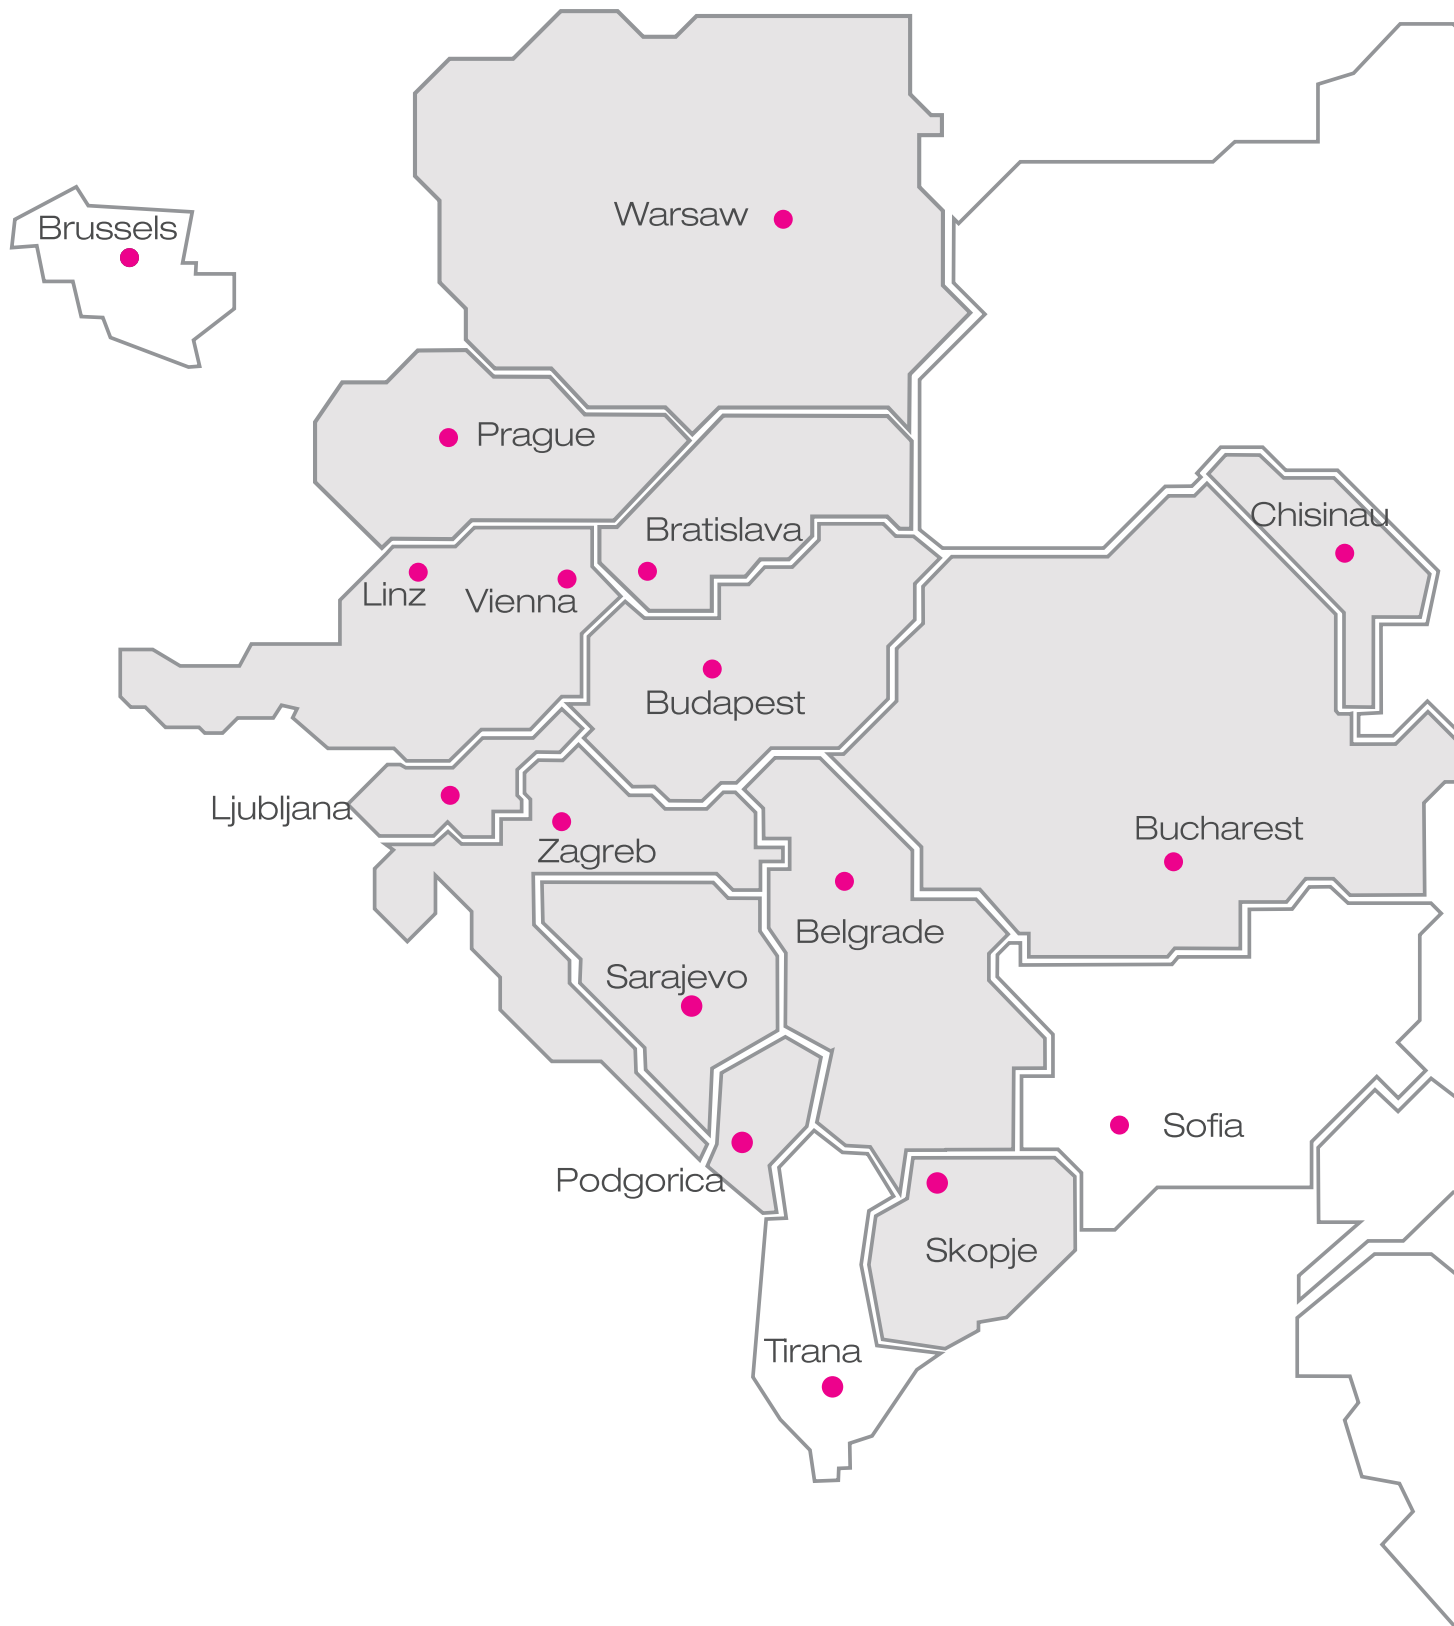 Warsaw
Brussels
Prague
Chisinau
Bratislava
Linz
Vienna
Budapest
Ljubljana
Bucharest
Zagreb
Belgrade
Sarajevo
Sofia
Podgorica
Skopje
Tirana